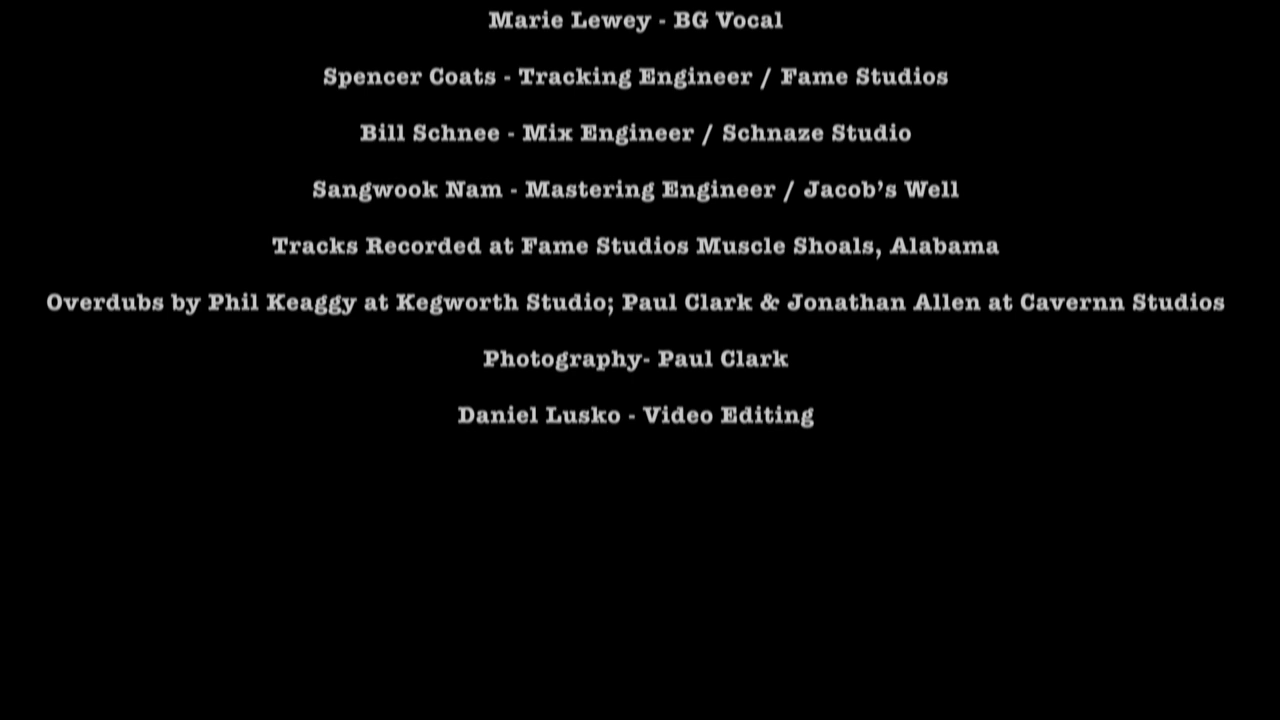 Marie Lewey - BG Vocal
Spencer Coats - Tracking Engineer / Fame Studios
Bill Schnee - Mix Engineer / Schnaze Studio
Sangwook Nam - Mastering Engineer / Jacob's Well
Tracks Recorded at Fame Studios Muscle Shoals, Alabama
Overdubs by Phil Keaggy at Kegworth Studio; Paul Clark & Jonathan Allen at Cavernn Studios
Photography- Paul Clark
Daniel Lusko - Video Editing